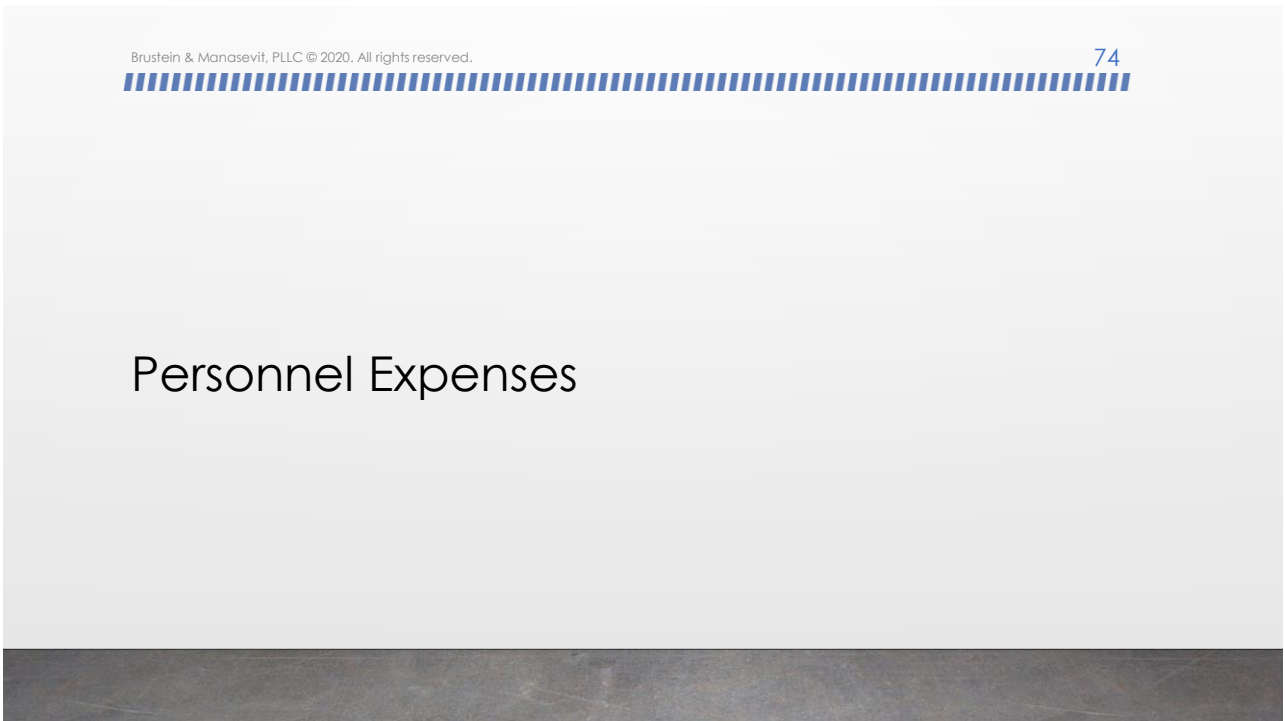 Brustein & Manasevit, PLLC © 2020. All rights reserved.
74
Personnel Expenses